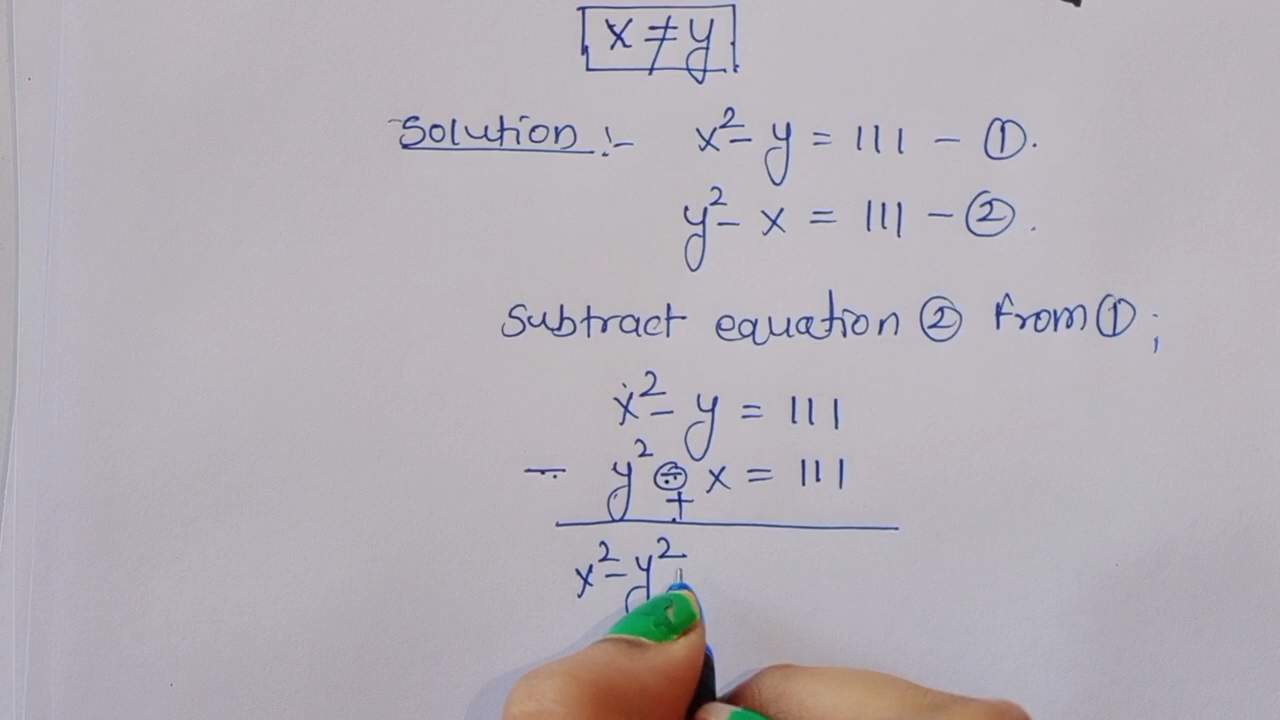 x ≠ y
Solution :- x² - y = 111 - ①.
y² - x = 111 - ②.
Subtract equation ② from ① ;
x² - y = 111
- y² - x = 111
+
x² - y²